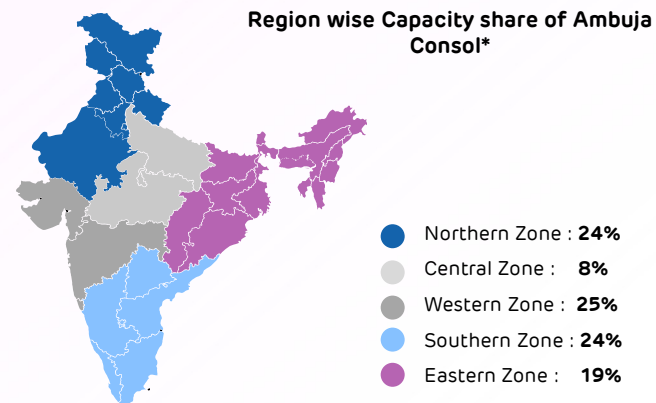 Region wise Capacity share of Ambuja
Consol*
Northern Zone : 24%
Central Zone : 8%
Western Zone : 25%
Southern Zone : 24%
Eastern Zone : 19%